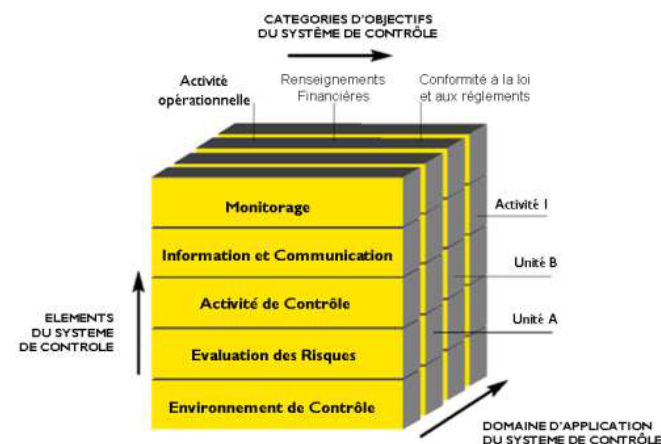 CATEGORIES D'OBJECTIFS
DU SYSTÈME DE CONTRÔLE
Activité
opérationnelle
Renseignements
Financières
Conformité à la loi
et aux réglements
Monitorage
Information et Communication
Activité de Contrôle
Evaluation des Risques
Environnement de Contrôle
Activité I
Unité B
Unité A
ELEMENTS
DU SYSTEME
DE CONTROLE
DOMAINE D'APPLICATION
DU SYSTEME DE CONTRÔLE